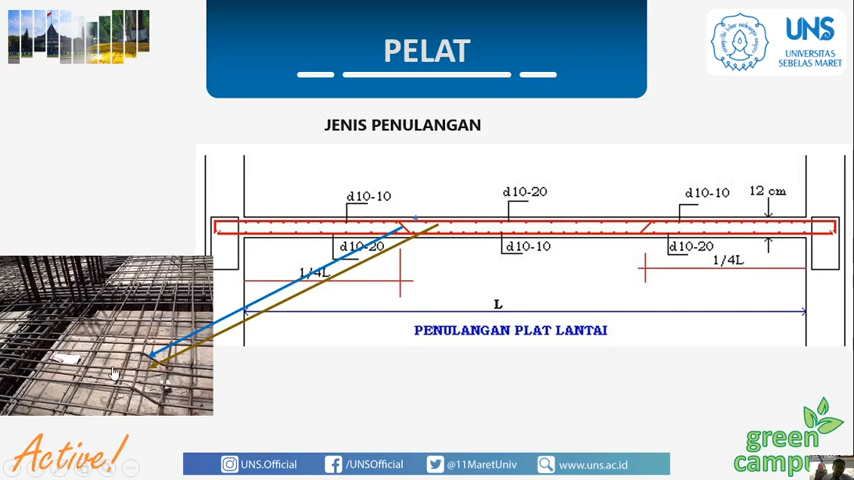 PELAT
UNS
UNIVERSITAS
SEBELAS MARET
JENIS PENULANGAN
d10-10
d10-20
d10-10
12 cm
d10-20
d10-10
d10-20
1/4L
1/4L
L
PENULANGAN PLAT LANTAI
Active!
UNS.Official
/UNSOfficial
@11MaretUniv
www.uns.ac.id
green